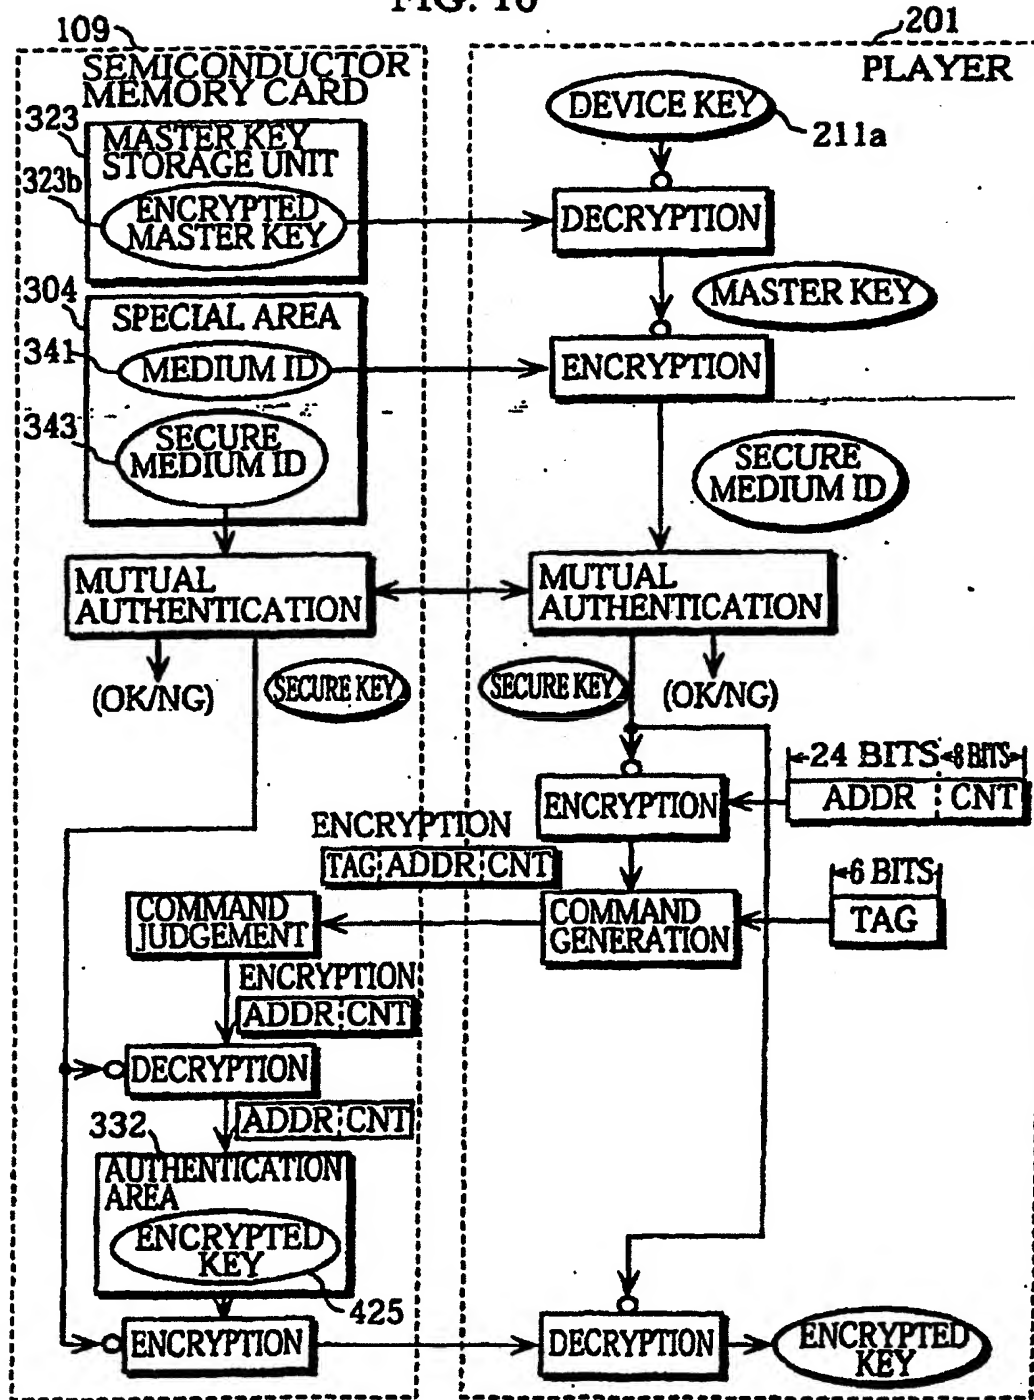 FIG. 16
109
201
SEMICONDUCTOR
MEMORY CARD
PLAYER
DEVICE KEY
211a
323
MASTER KEY
STORAGE UNIT
323b
ENCRYPTED
MASTER KEY
DECRYPTION
MASTER KEY
304
SPECIAL AREA
341
MEDIUM ID
ENCRYPTION
343
SECURE
MEDIUM ID
SECURE
MEDIUM ID
MUTUAL
AUTHENTICATION
MUTUAL
AUTHENTICATION
(OK/NG)
SECURE KEY
SECURE KEY
(OK/NG)
24 BITS
8 BITS
ENCRYPTION
ADDR CNT
ENCRYPTION
TAG ADDR CNT
6 BITS
COMMAND
JUDGEMENT
COMMAND
GENERATION
TAG
ENCRYPTION
ADDR CNT
DECRYPTION
ADDR CNT
332
AUTHENTICATION
AREA
ENCRYPTED
KEY
425
ENCRYPTION
DECRYPTION
ENCRYPTED
KEY